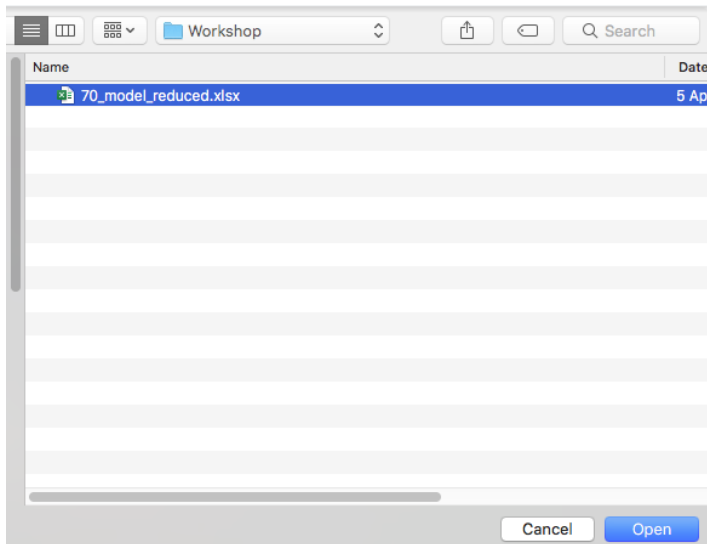 Workshop
Search
Name Date
70_model_reduced.xlsx 5 Ap
Cancel Open